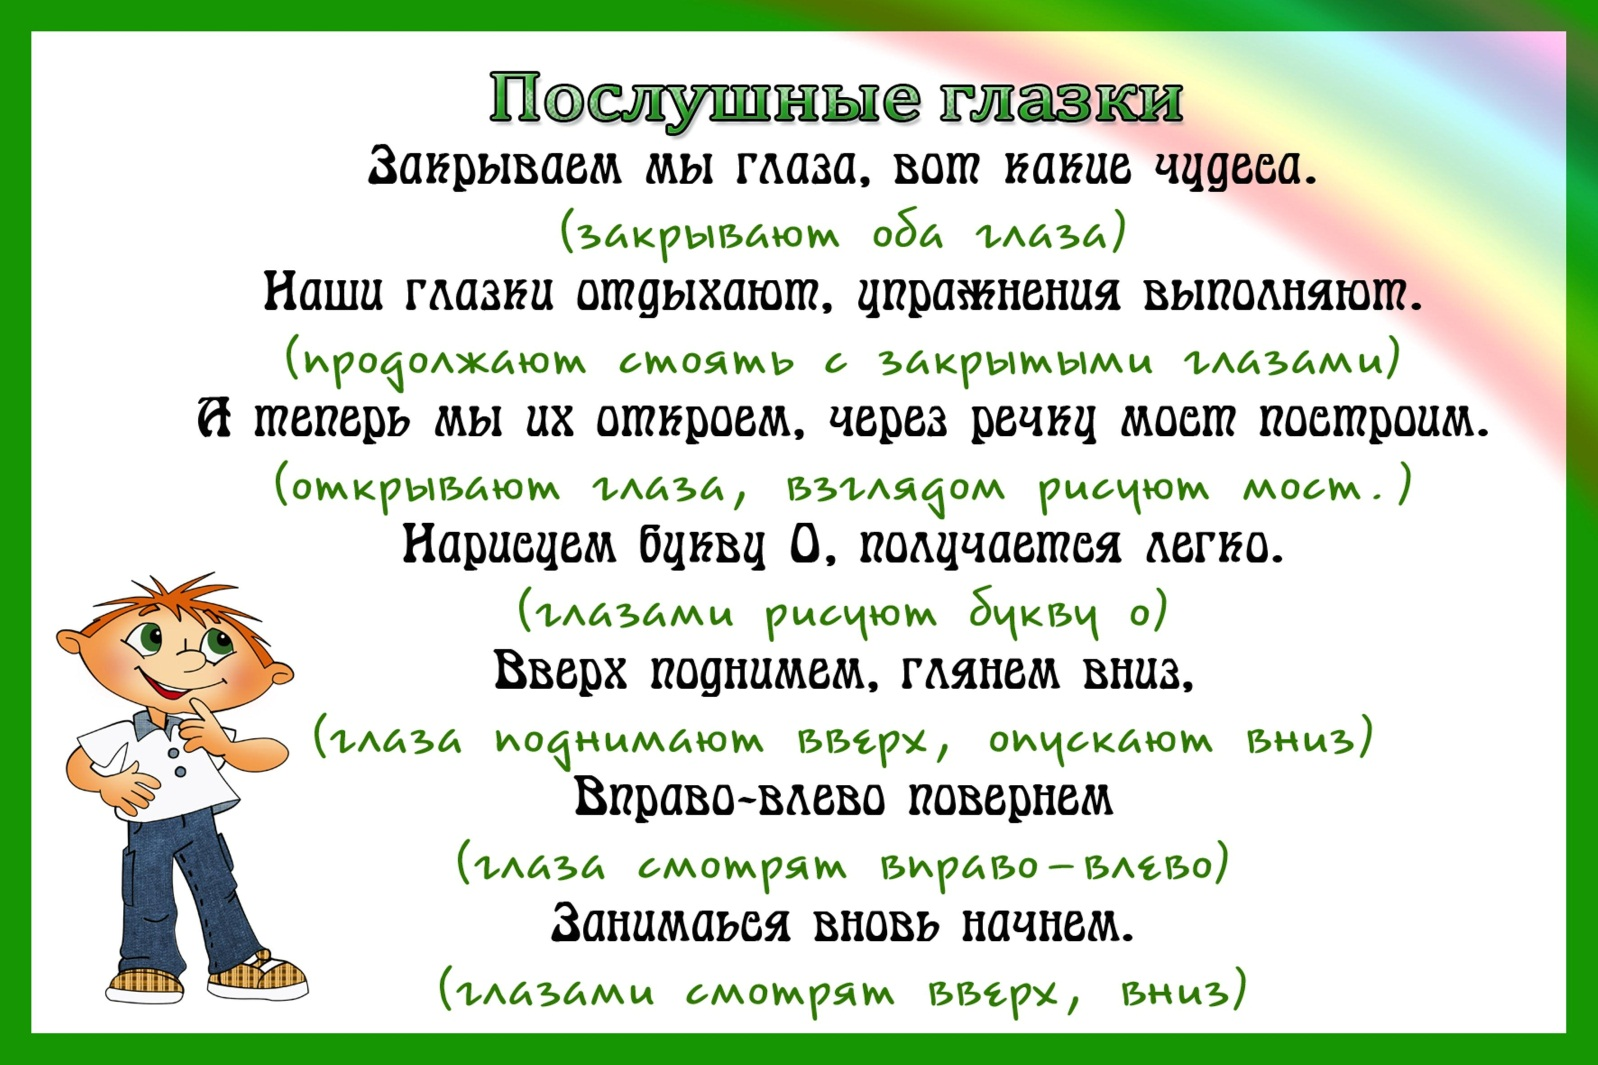 Послушные глазки
Закрываем мы глаза, вот какие чудеса.
(закрывают оба глаза)
Наши глазки отдыхают, упражнения выполняют.
(продолжают стоять с закрытыми глазами)
А теперь мы их откроем, через речку мост построим.
(открывают глаза, взглядом рисуют мост.)
Нарисуем букву О, получается легко.
(глазами рисуют букву о)
Вверх поднимем, глянем вниз,
(глаза поднимают вверх, опускают вниз)
Вправо-влево повернем
(глаза смотрят вправо-влево)
Занимаься вновь начнем.
(глазами смотрят вверх, вниз)